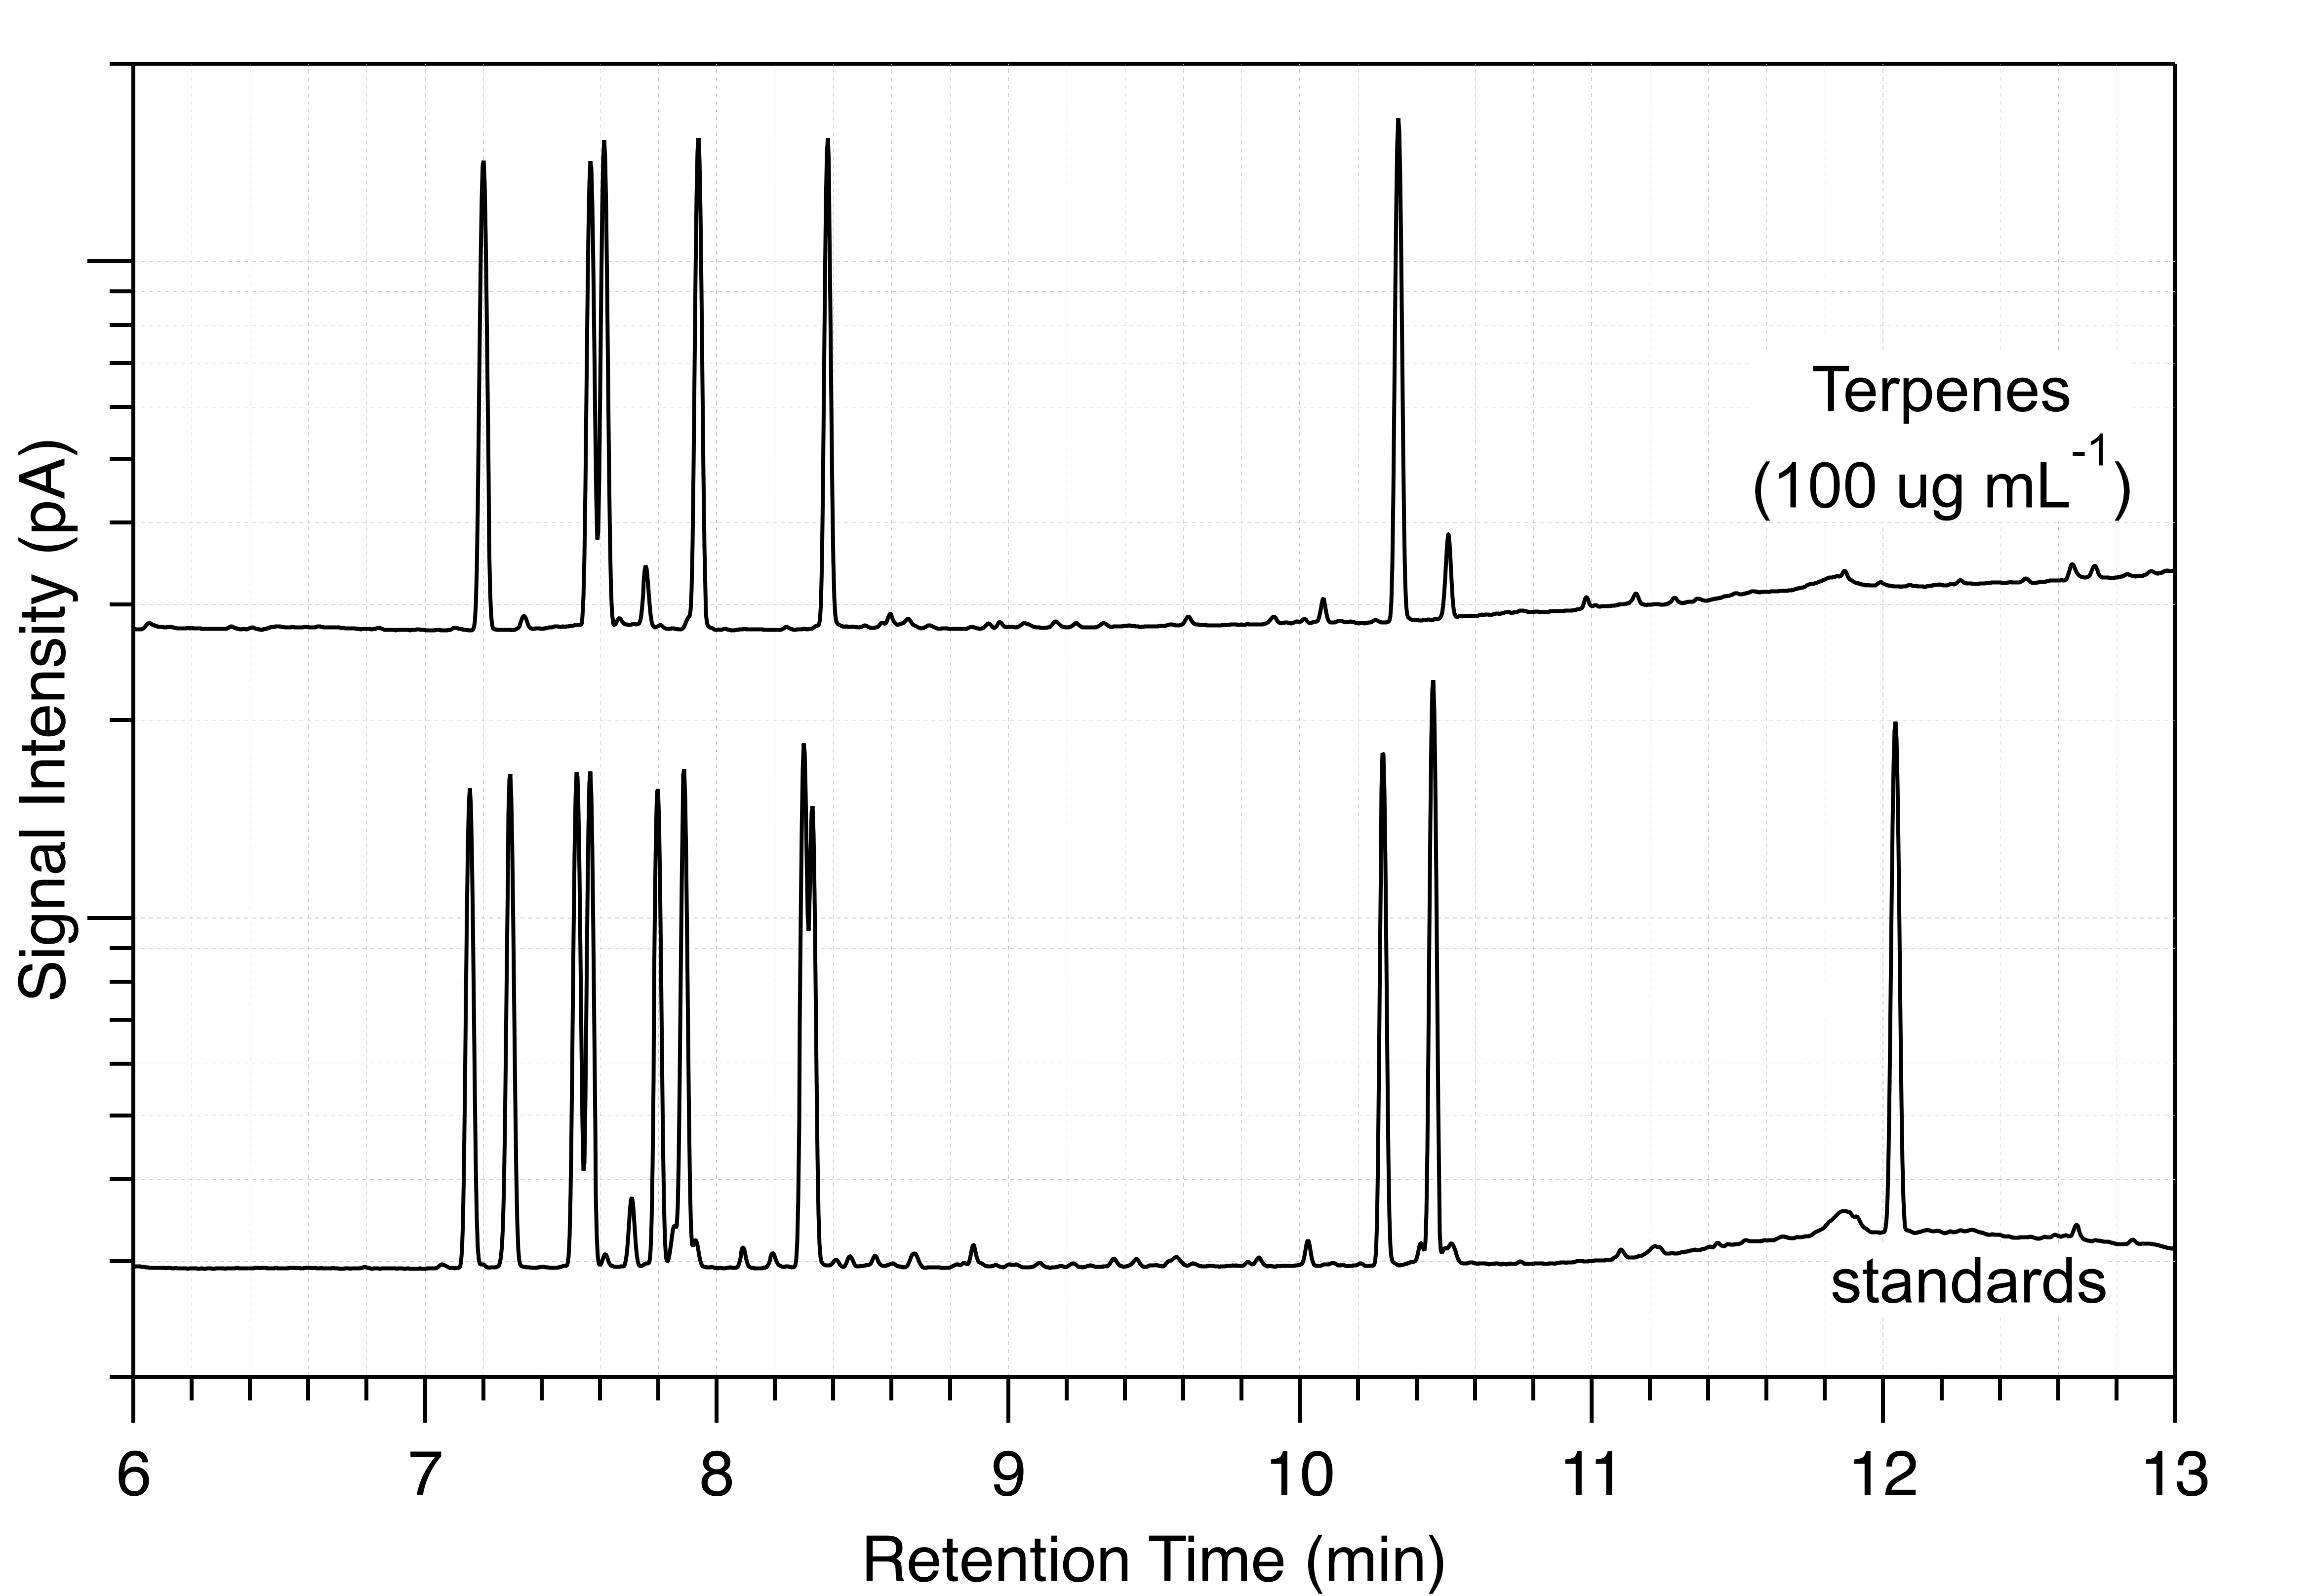 Signal Intensity (pA)
Terpenes
(100 ug mL-1)
standards
6 7 8 9 10 11 12 13
Retention Time (min)